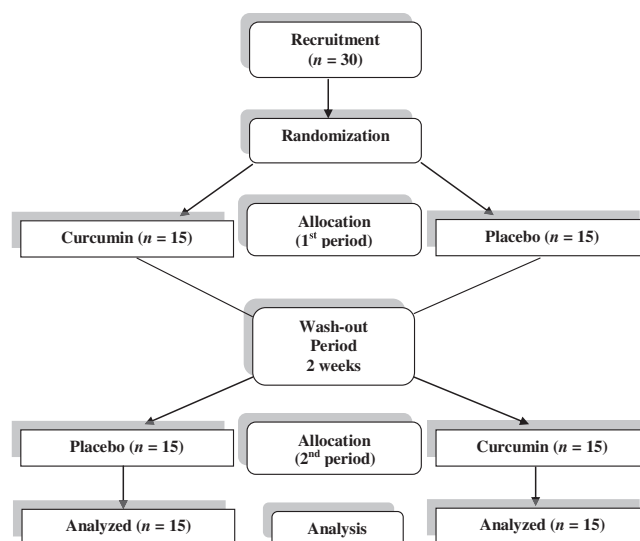 Recruitment
(n = 30)
Randomization
Curcumin (n = 15)
Allocation
(1st period)
Placebo (n = 15)
Wash-out
Period
2 weeks
Placebo (n = 15)
Allocation
(2nd period)
Curcumin (n = 15)
Analyzed (n = 15)
Analysis
Analyzed (n = 15)